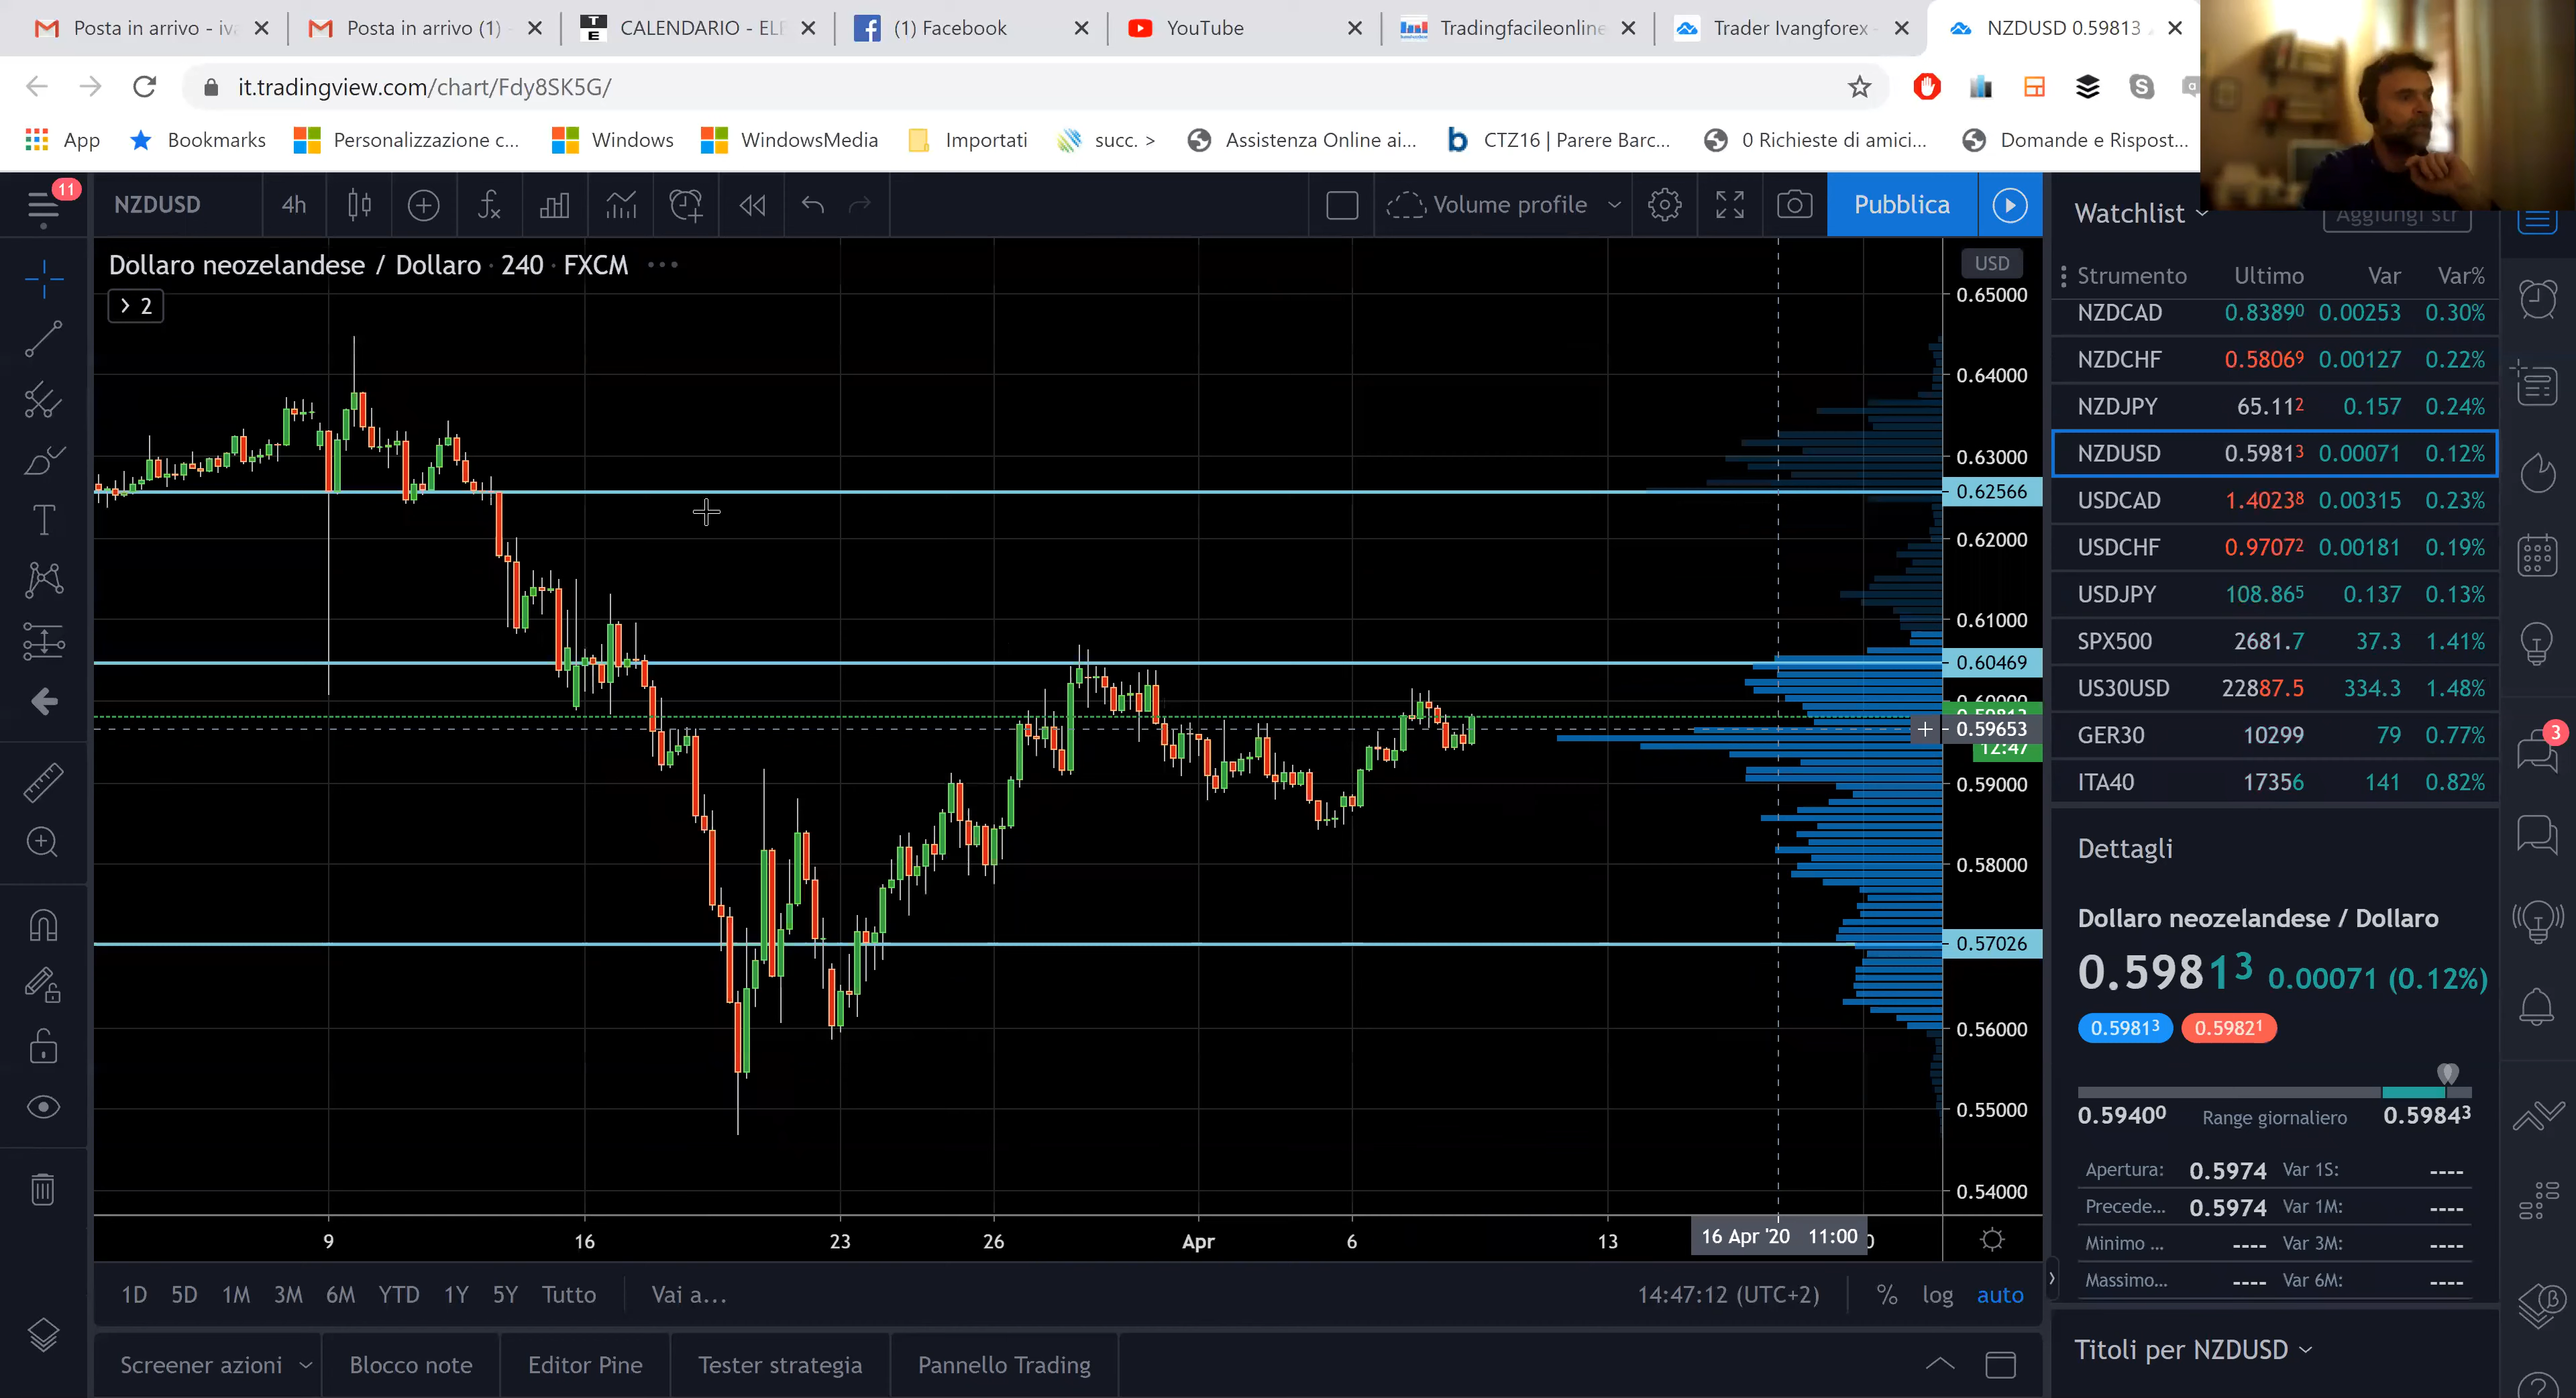 Posta in arrivo - iva
Posta in arrivo (1) -
CALENDARIO - ELE
(1) Facebook
YouTube
Tradingfacileonline
Trader Ivangforex -
NZDUSD 0.59813
it.tradingview.com/chart/Fdy8SK5G/
App
Bookmarks
Personalizzazione c...
Windows
WindowsMedia
Importati
succ. >
Assistenza Online ai...
CTZ16 | Parere Barc...
0 Richieste di amici...
Domande e Rispost...
11
NZDUSD
4h
Volume profile
Pubblica
Watchlist
Aggiungi str
Dollaro neozelandese / Dollaro · 240 · FXCM
2
USD
0.65000
0.64000
0.63000
0.62566
0.62000
0.61000
0.60469
0.60000
0.59813
0.59653
12:47
0.59000
0.58000
0.57026
0.56000
0.55000
0.54000
9
16
23
26
Apr
6
13
16 Apr '20 11:00
Strumento Ultimo Var Var%
NZDCAD 0.83890 0.00253 0.30%
NZDCHF 0.58069 0.00127 0.22%
NZDJPY 65.112 0.157 0.24%
NZDUSD 0.59813 0.00071 0.12%
USDCAD 1.40238 0.00315 0.23%
USDCHF 0.97072 0.00181 0.19%
USDJPY 108.865 0.137 0.13%
SPX500 2681.7 37.3 1.41%
US30USD 22887.5 334.3 1.48%
GER30 10299 79 0.77%
ITA40 17356 141 0.82%
3
Dettagli
Dollaro neozelandese / Dollaro
0.59813 0.00071 (0.12%)
0.59813 0.59821
0.59400 Range giornaliero 0.59843
Apertura: 0.5974 Var 1S: ----
Precede... 0.5974 Var 1M: ----
Minimo ... ---- Var 3M: ----
Massimo... ---- Var 6M: ----
Titoli per NZDUSD
1D 5D 1M 3M 6M YTD 1Y 5Y Tutto Vai a...
14:47:12 (UTC+2) % log auto
Screener azioni Blocco note Editor Pine Tester strategia Pannello Trading